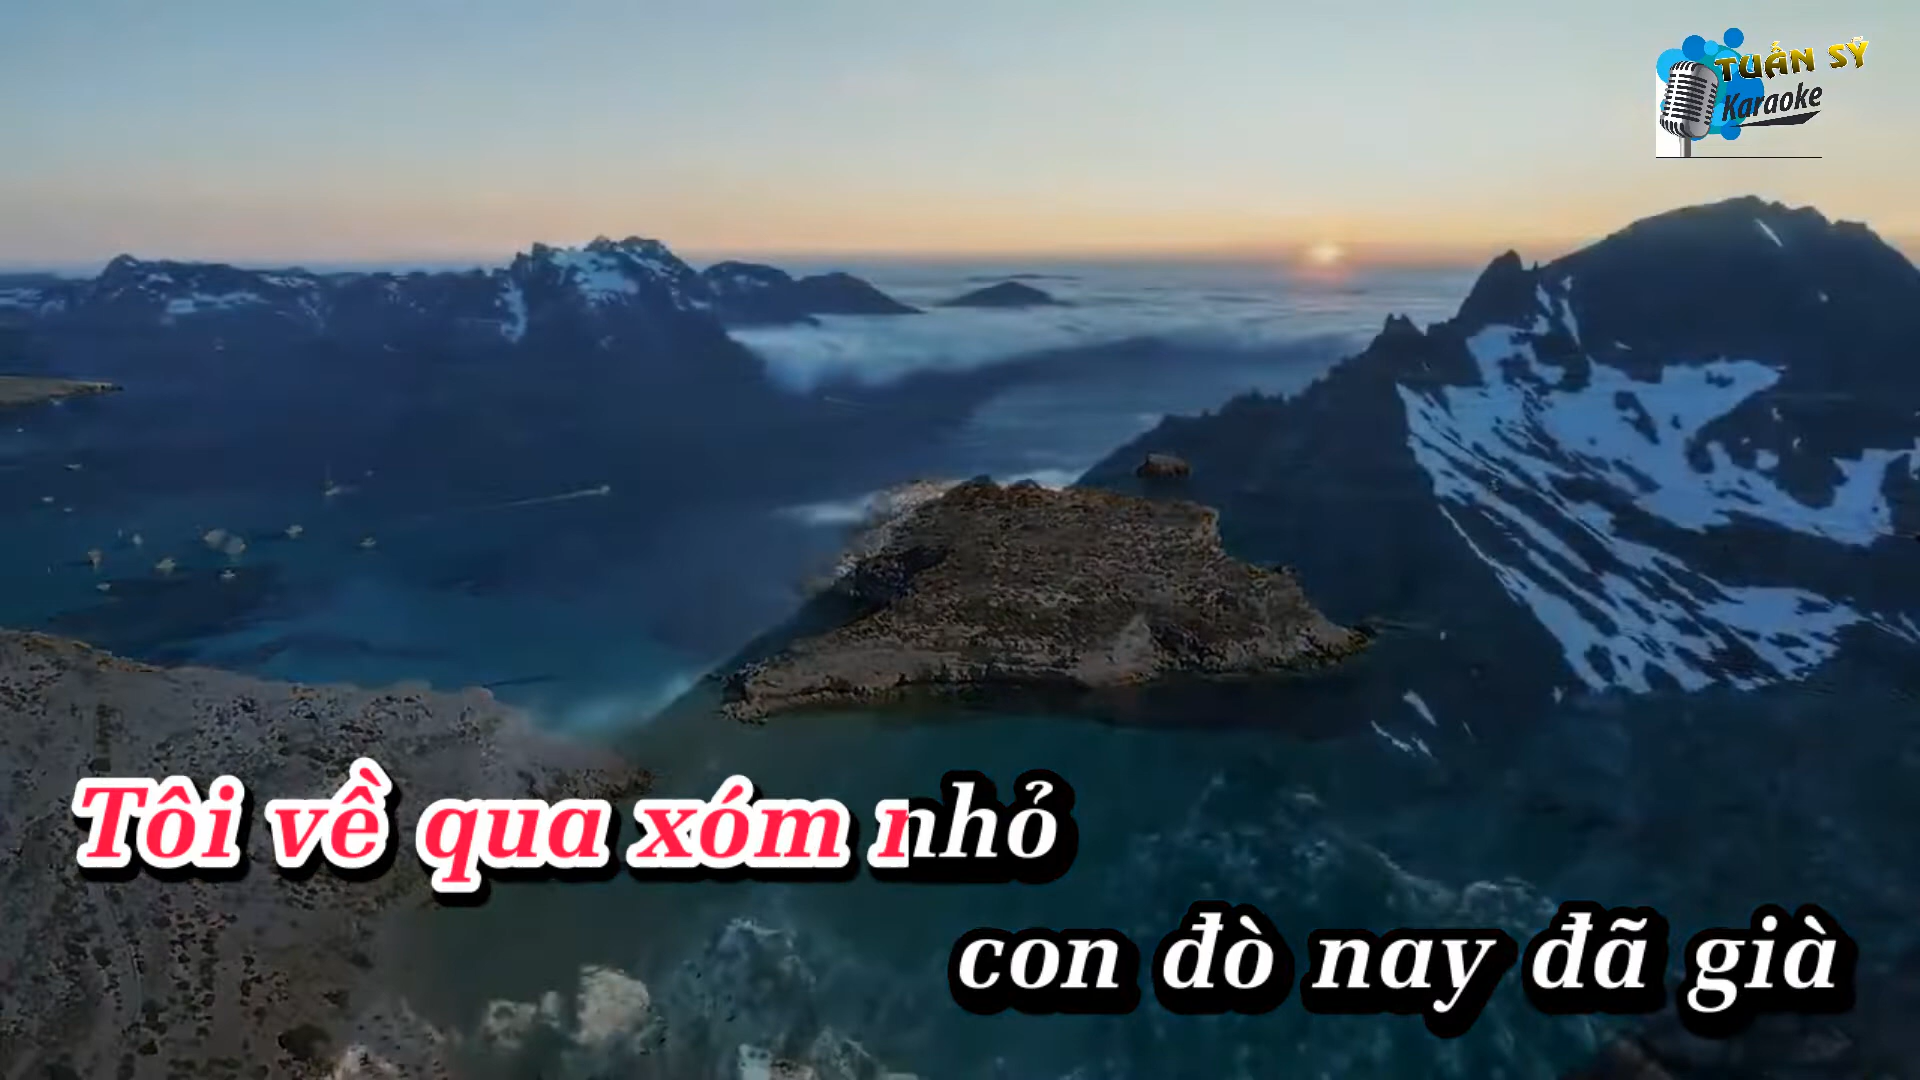 TUẤN SỸ
Karaoke
Tôi về qua xóm nhỏ
con đò nay đã già